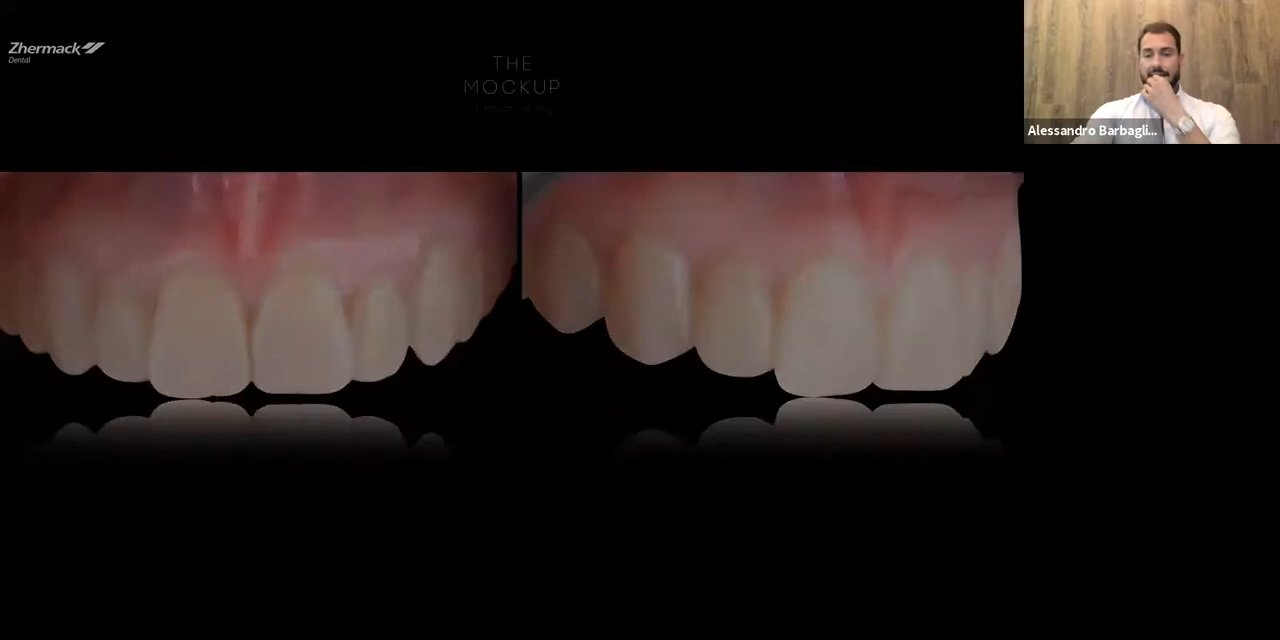 Zhermack
Dental
THE
MOCKUP
Alessandro Barbagli...